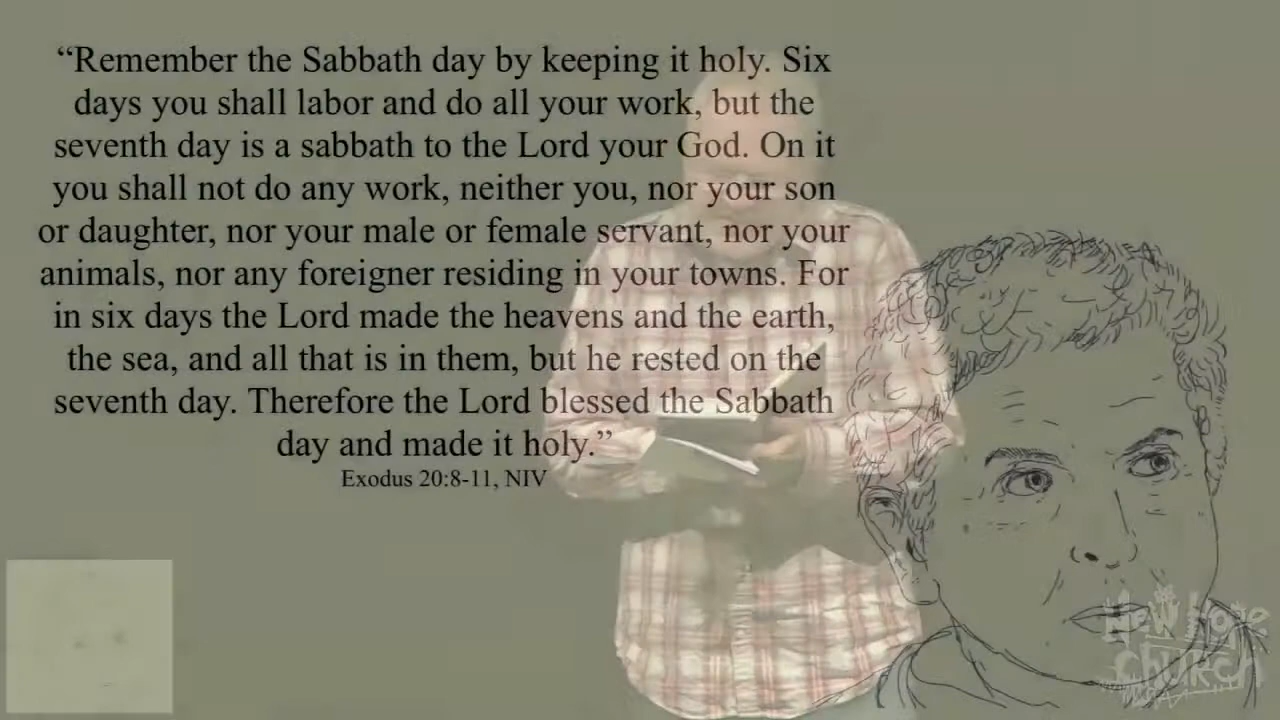 “Remember the Sabbath day by keeping it holy. Six
days you shall labor and do all your work, but the
seventh day is a sabbath to the Lord your God. On it
you shall not do any work, neither you, nor your son
or daughter, nor your male or female servant, nor your
animals, nor any foreigner residing in your towns. For
in six days the Lord made the heavens and the earth,
the sea, and all that is in them, but he rested on the
seventh day. Therefore the Lord blessed the Sabbath
day and made it holy.”
Exodus 20:8-11, NIV
New Hope
Church